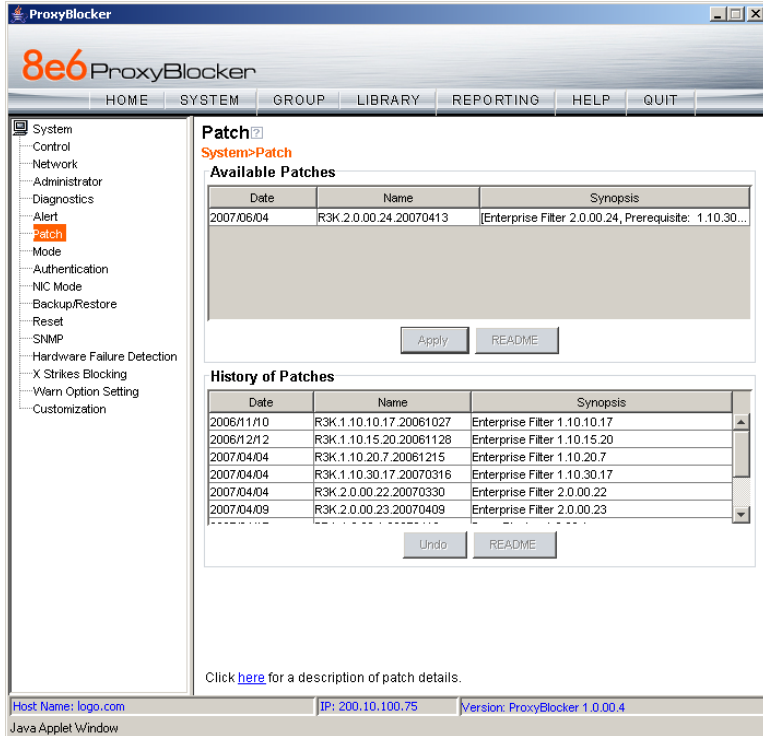 ProxyBlocker
8e6 ProxyBlocker
HOME SYSTEM GROUP LIBRARY REPORTING HELP QUIT
System
Control
Network
Administrator
Diagnostics
Alert
Patch
Mode
Authentication
NIC Mode
Backup/Restore
Reset
SNMP
Hardware Failure Detection
X Strikes Blocking
Warn Option Setting
Customization
Patch ?
System>Patch
Available Patches
Date Name Synopsis
2007/06/04 R3K.2.0.00.24.20070413 [Enterprise Filter 2.0.00.24, Prerequisite: 1.10.30...
Apply README
History of Patches
Date Name Synopsis
2006/11/10 R3K.1.10.10.17.20061027 Enterprise Filter 1.10.10.17
2006/12/12 R3K.1.10.15.20.20061128 Enterprise Filter 1.10.15.20
2007/04/04 R3K.1.10.20.7.20061215 Enterprise Filter 1.10.20.7
2007/04/04 R3K.1.10.30.17.20070316 Enterprise Filter 1.10.30.17
2007/04/04 R3K.2.0.00.22.20070330 Enterprise Filter 2.0.00.22
2007/04/09 R3K.2.0.00.23.20070409 Enterprise Filter 2.0.00.23
Undo README
Click here for a description of patch details.
Host Name: logo.com IP: 200.10.100.75 Version: ProxyBlocker 1.0.00.4
Java Applet Window